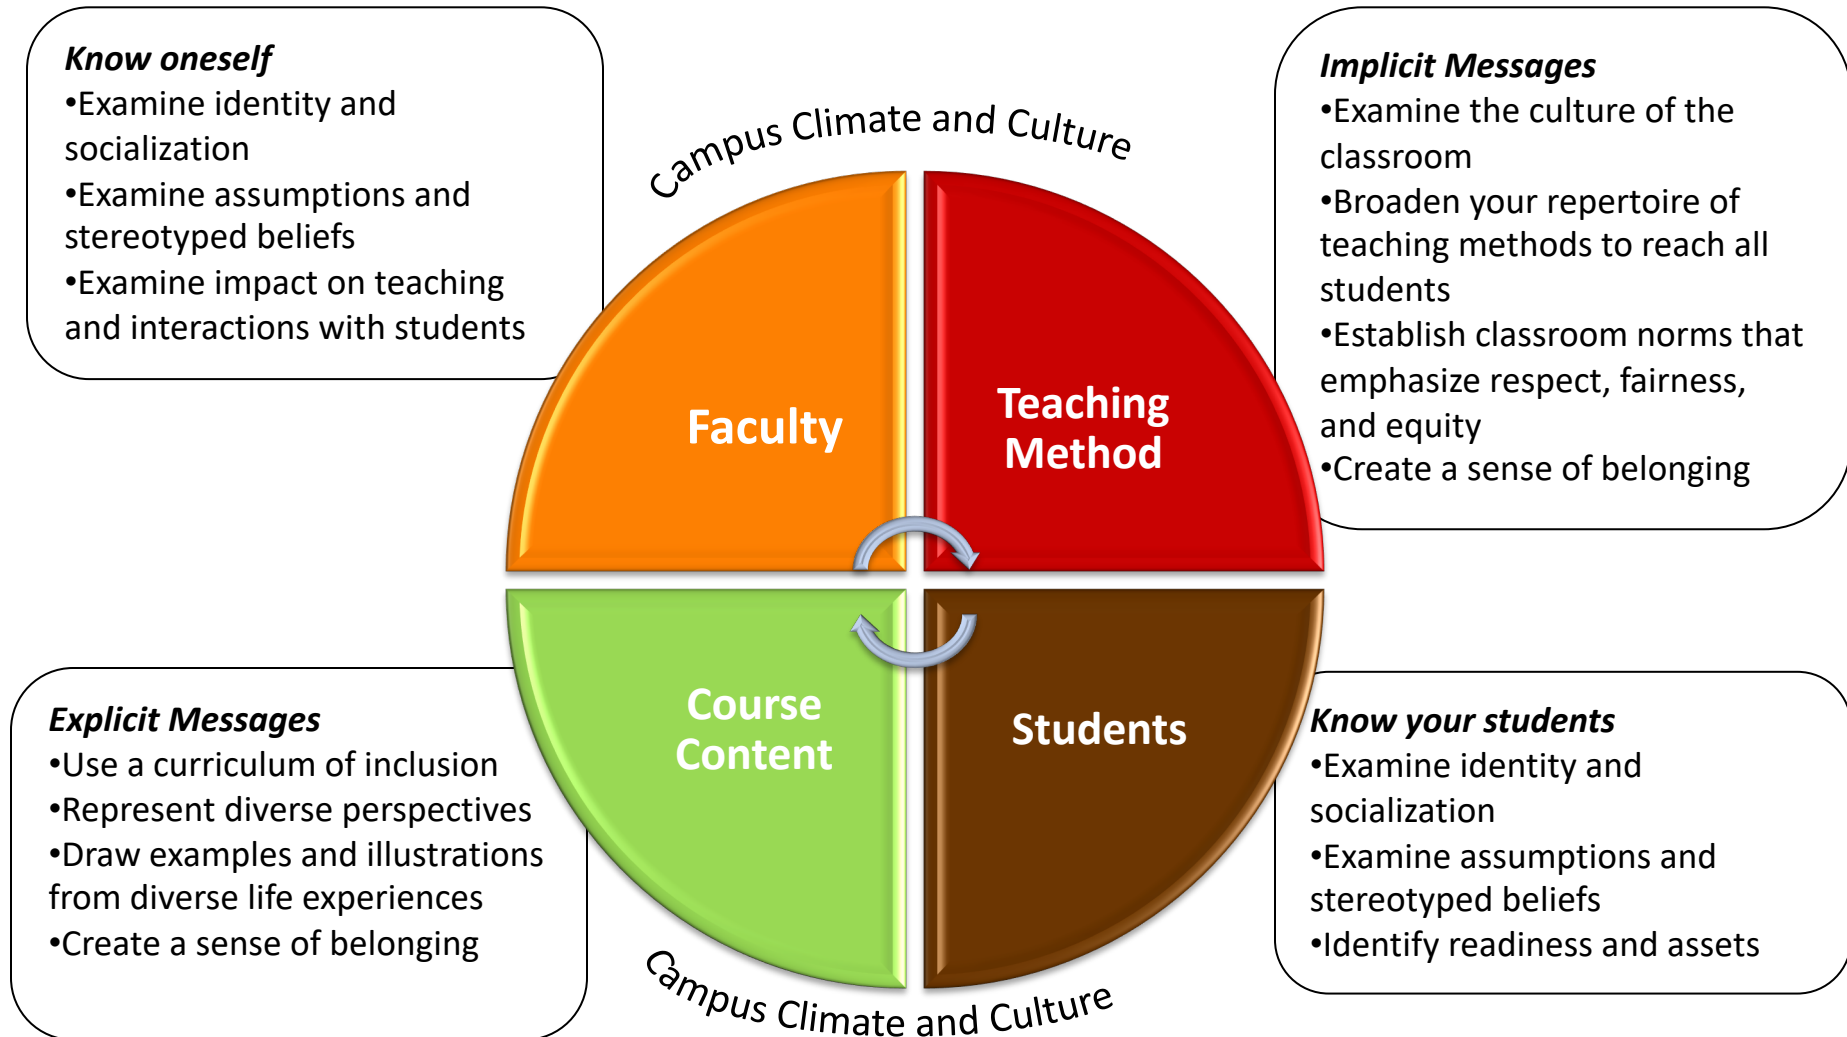 Know oneself
•Examine identity and
socialization
•Examine assumptions and
stereotyped beliefs
•Examine impact on teaching
and interactions with students
Campus Climate and Culture
Implicit Messages
•Examine the culture of the
classroom
•Broaden your repertoire of
teaching methods to reach all
students
•Establish classroom norms that
emphasize respect, fairness,
and equity
•Create a sense of belonging
Faculty
Teaching
Method
Course
Content
Students
Explicit Messages
•Use a curriculum of inclusion
•Represent diverse perspectives
•Draw examples and illustrations
from diverse life experiences
•Create a sense of belonging
Know your students
•Examine identity and
socialization
•Examine assumptions and
stereotyped beliefs
•Identify readiness and assets
Campus Climate and Culture